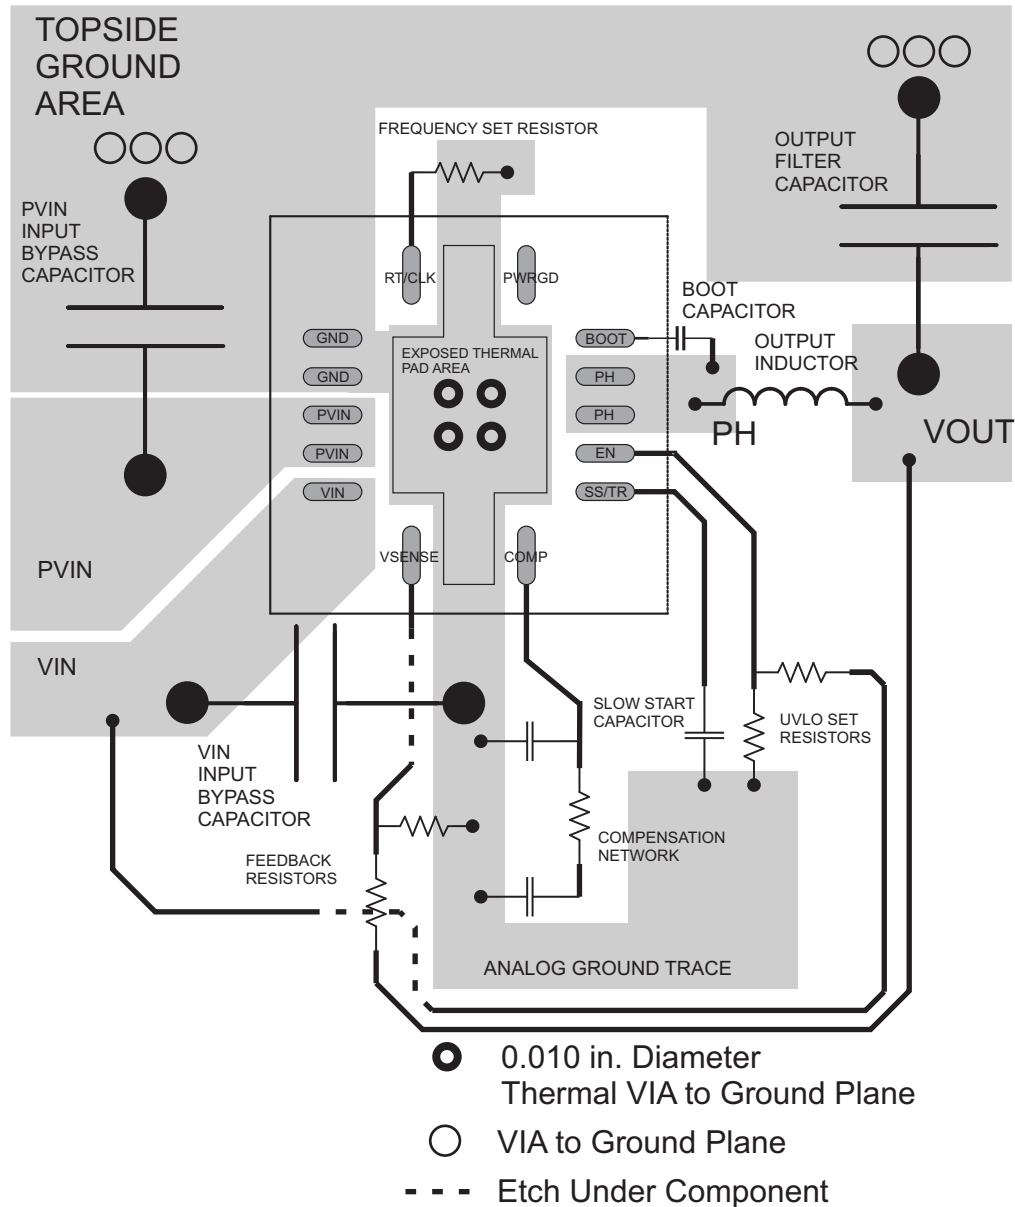 TOPSIDE
GROUND
AREA
FREQUENCY SET RESISTOR
OUTPUT
FILTER
CAPACITOR
PVIN
INPUT
BYPASS
CAPACITOR
RT/CLK
PWRGD
BOOT
CAPACITOR
OUTPUT
INDUCTOR
GND
GND
PVIN
PVIN
VIN
EXPOSED THERMAL
PAD AREA
BOOT
PH
PH
EN
SS/TR
PH
VOUT
VSENSE
COMP
PVIN
VIN
VIN
INPUT
BYPASS
CAPACITOR
SLOW START
CAPACITOR
UVLO SET
RESISTORS
COMPENSATION
NETWORK
FEEDBACK
RESISTORS
ANALOG GROUND TRACE
0.010 in. Diameter
Thermal VIA to Ground Plane
VIA to Ground Plane
Etch Under Component